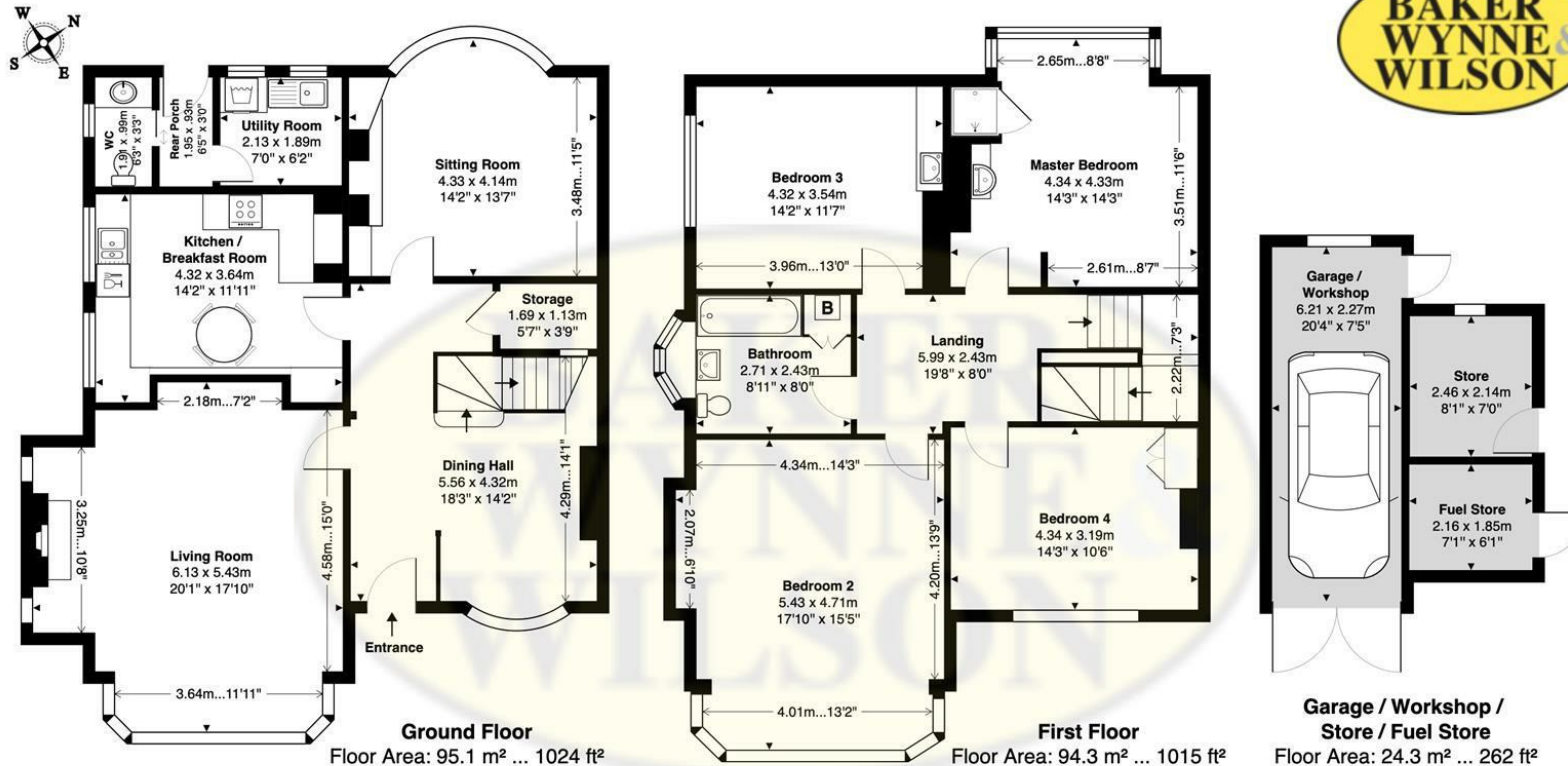 W
N
S
E
BAKER
WYNNE &
WILSON
WC
1.91 x .99m
6'3" x 3'3"
Rear Porch
1.95 x .93m
6'5" x 3'0"
Utility Room
2.13 x 1.89m
7'0" x 6'2"
Sitting Room
4.33 x 4.14m
14'2" x 13'7"
3.48m...11'5"
Kitchen /
Breakfast Room
4.32 x 3.64m
14'2" x 11'11"
Storage
1.69 x 1.13m
5'7" x 3'9"
2.18m...7'2"
3.25m...10'8"
Living Room
6.13 x 5.43m
20'1" x 17'10"
4.58m...15'0"
3.64m...11'11"
Dining Hall
5.56 x 4.32m
18'3" x 14'2"
4.29m...14'1"
Entrance
Ground Floor
Floor Area: 95.1 m² ... 1024 ft²
2.65m...8'8"
Bedroom 3
4.32 x 3.54m
14'2" x 11'7"
3.96m...13'0"
Master Bedroom
4.34 x 4.33m
14'3" x 14'3"
3.51m...11'6"
2.61m...8'7"
B
Bathroom
2.71 x 2.43m
8'11" x 8'0"
Landing
5.99 x 2.43m
19'8" x 8'0"
2.22m...7'3"
4.34m...14'3"
2.07m...6'10"
Bedroom 2
5.43 x 4.71m
17'10" x 15'5"
4.20m...13'9"
4.01m...13'2"
Bedroom 4
4.34 x 3.19m
14'3" x 10'6"
First Floor
Floor Area: 94.3 m² ... 1015 ft²
Garage /
Workshop
6.21 x 2.27m
20'4" x 7'5"
Store
2.46 x 2.14m
8'1" x 7'0"
Fuel Store
2.16 x 1.85m
7'1" x 6'1"
Garage / Workshop /
Store / Fuel Store
Floor Area: 24.3 m² ... 262 ft²
BAKER
WYNNE &
WILSON